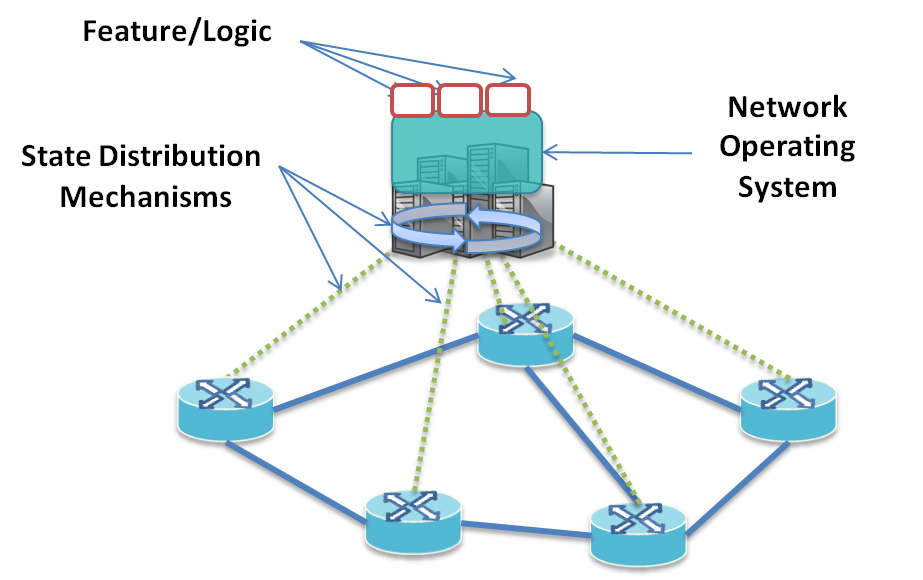 Feature/Logic
State Distribution
Mechanisms
Network
Operating
System